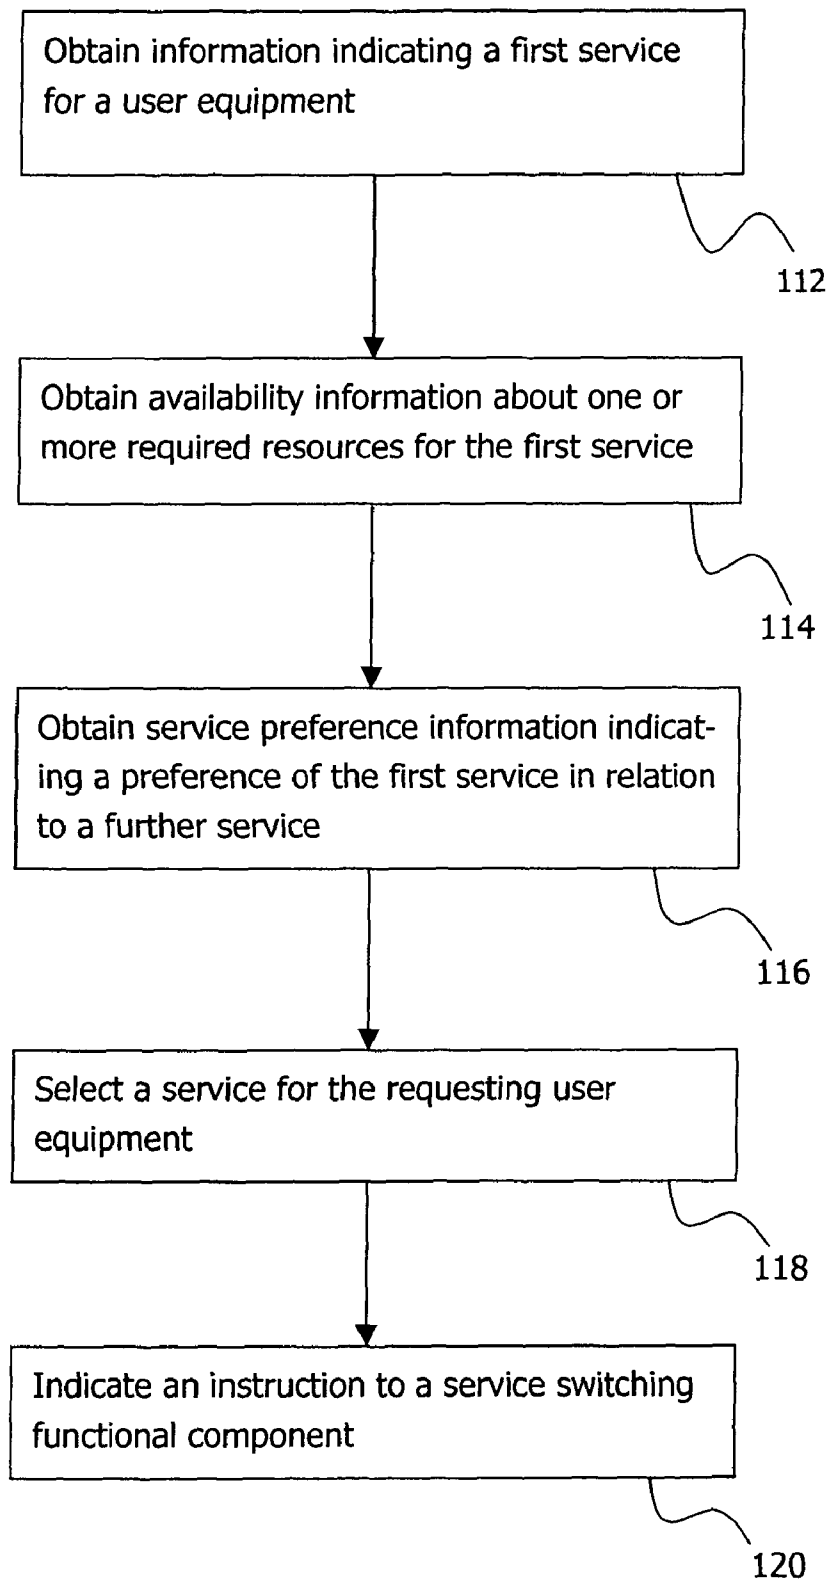 Obtain information indicating a first service
for a user equipment
112
Obtain availability information about one or
more required resources for the first service
114
Obtain service preference information indicat-
ing a preference of the first service in relation
to a further service
116
Select a service for the requesting user
equipment
118
Indicate an instruction to a service switching
functional component
120